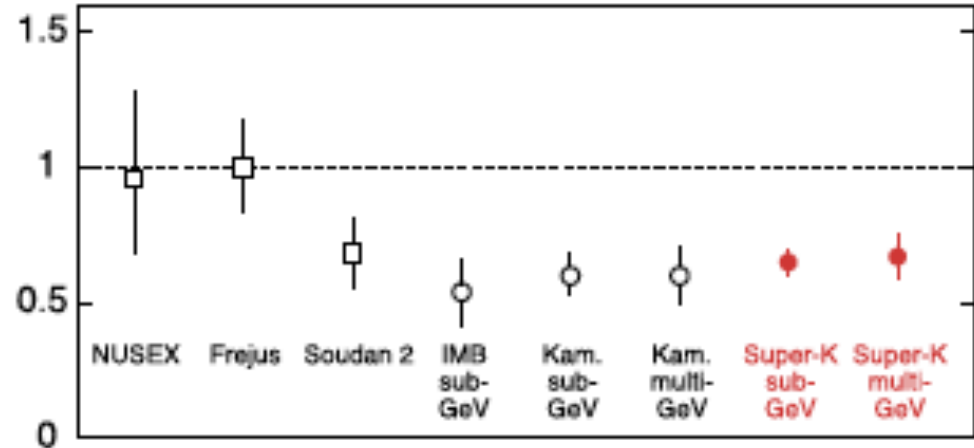 1.5
1
0.5
0
NUSEX Frejus Soudan 2 IMB Kam. Kam. Super-K Super-K
sub- sub- multi- sub- multi-
GeV GeV GeV GeV GeV